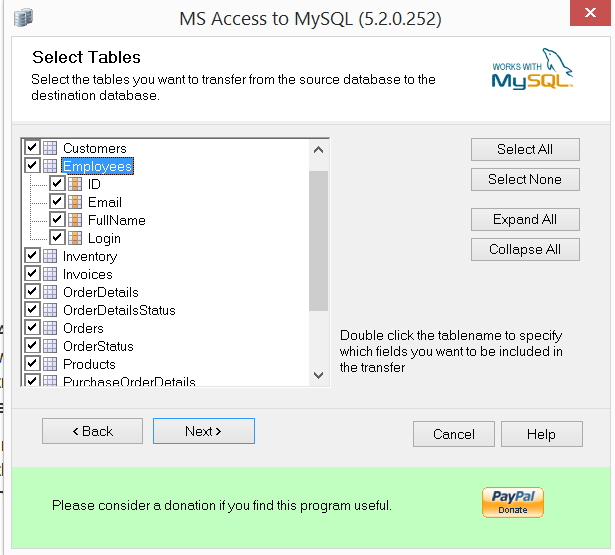 MS Access to MySQL (5.2.0.252)
Select Tables
Select the tables you want to transfer from the source database to the
destination database.
WORKS WITH
MySQL
Customers
Employees
ID
Email
FullName
Login
Inventory
Invoices
OrderDetails
OrderDetailsStatus
Orders
OrderStatus
Products
PurchaseOrderDetails
Select All
Select None
Expand All
Collapse All
Double click the tablename to specify
which fields you want to be included in
the transfer
< Back
Next >
Cancel
Help
Please consider a donation if you find this program useful.
PayPal
Donate